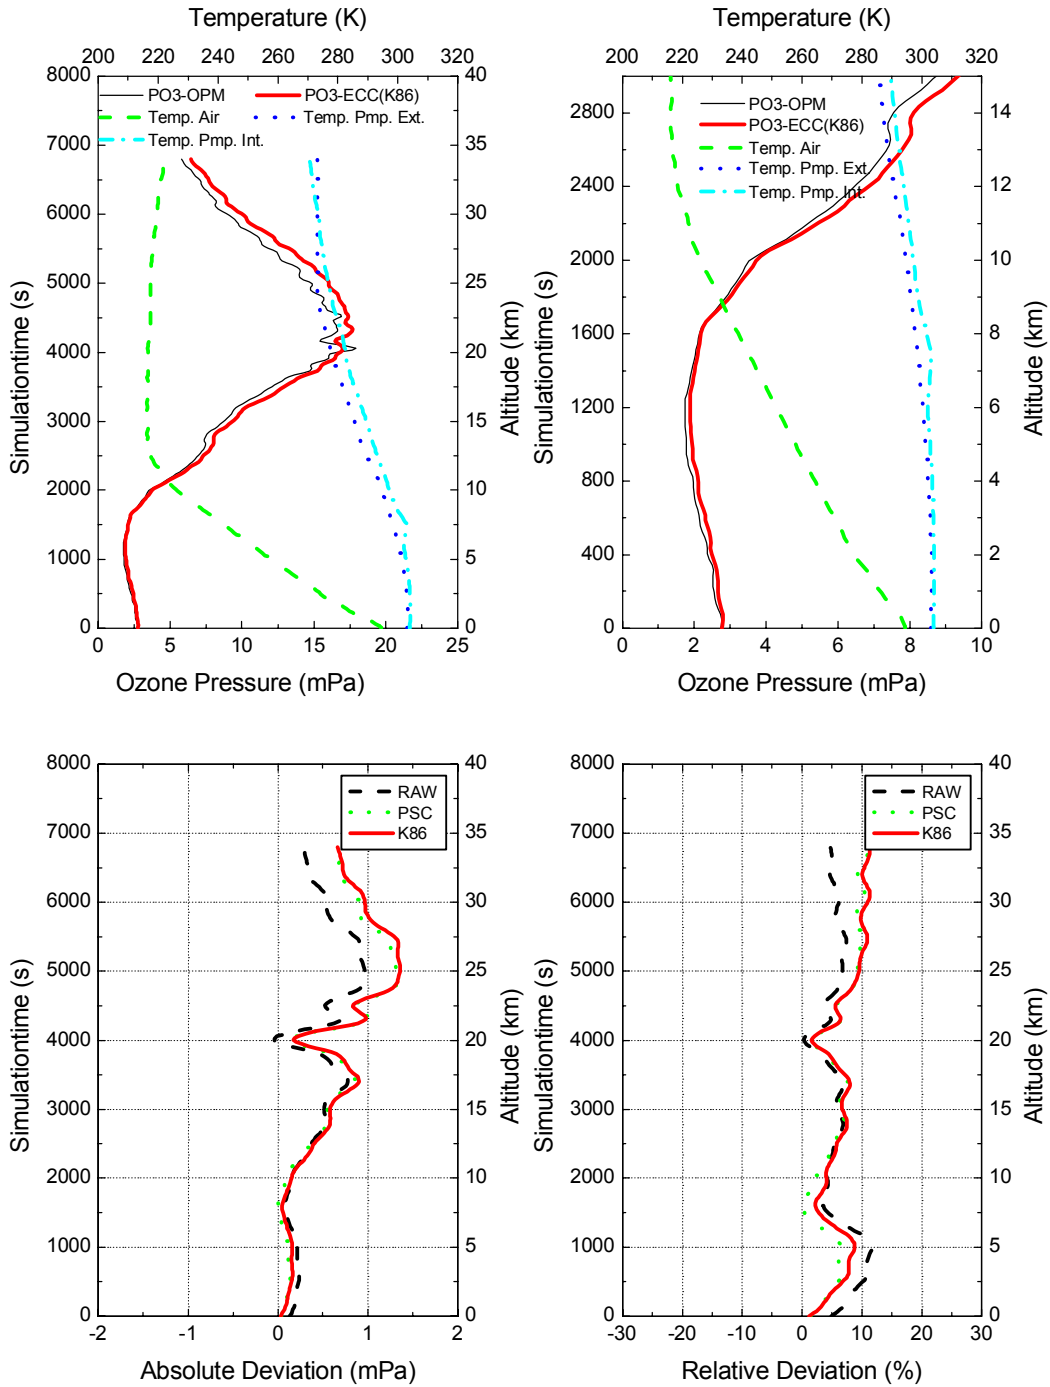 Temperature (K)
200 220 240 260 280 300 320
8000
7000
6000
5000
4000
3000
2000
1000
0
Simulationtime (s)
PO3-OPM
PO3-ECC(K86)
Temp. Air
Temp. Pmp. Ext.
Temp. Pmp. Int.
40
35
30
25
20
15
10
5
0
Altitude (km)
0 5 10 15 20 25
Ozone Pressure (mPa)
Temperature (K)
200 220 240 260 280 300 320
2800
2400
2000
1600
1200
800
400
0
Simulationtime (s)
PO3-OPM
PO3-ECC(K86)
Temp. Air
Temp. Pmp. Ext.
Temp. Pmp. Int.
14
12
10
8
6
4
2
0
Altitude (km)
0 2 4 6 8 10
Ozone Pressure (mPa)
8000
7000
6000
5000
4000
3000
2000
1000
0
Simulationtime (s)
RAW
PSC
K86
40
35
30
25
20
15
10
5
0
Altitude (km)
-2 -1 0 1 2
Absolute Deviation (mPa)
8000
7000
6000
5000
4000
3000
2000
1000
0
Simulationtime (s)
RAW
PSC
K86
40
35
30
25
20
15
10
5
0
Altitude (km)
-30 -20 -10 0 10 20 30
Relative Deviation (%)